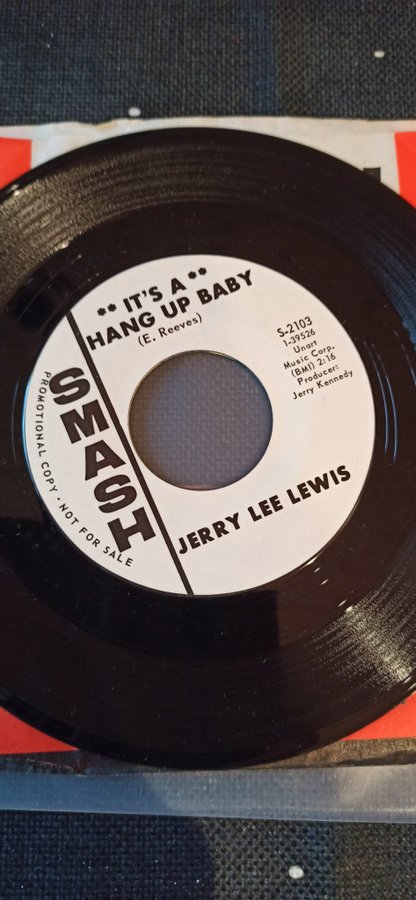 ** IT'S A **
HANG UP BABY
(E. Reeves)
S-2103
1-39526
Unart
Music Corp.
(BMI) 2:16
Producer:
Jerry Kennedy
SMASH
PROMOTIONAL COPY · NOT FOR SALE
JERRY LEE LEWIS